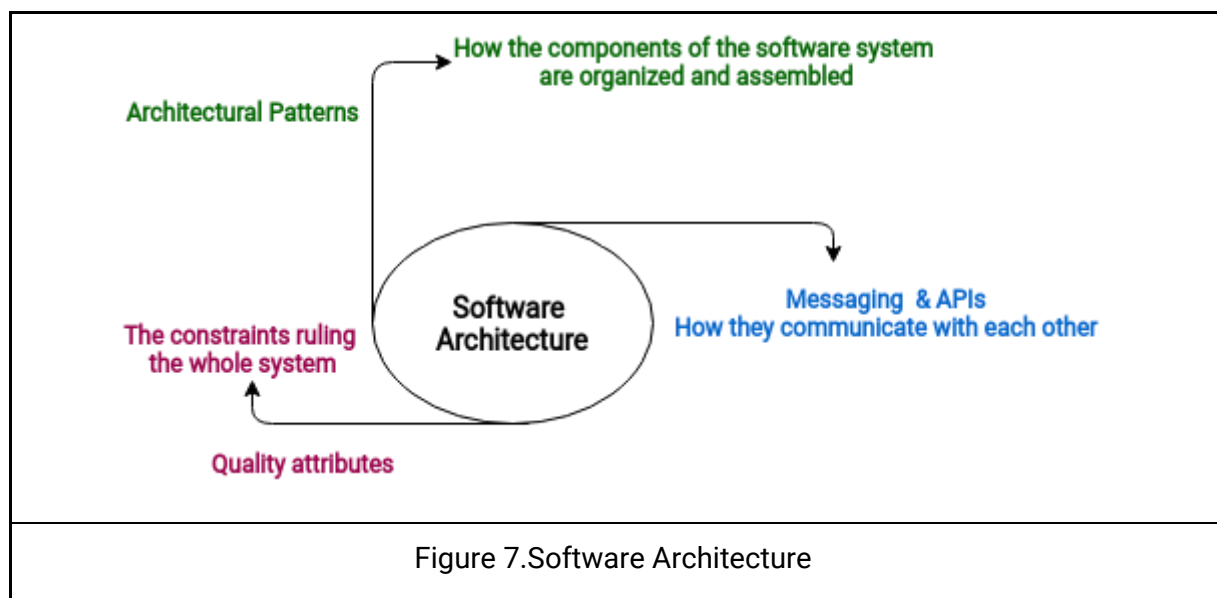 How the components of the software system
are organized and assembled
Architectural Patterns
Software
Architecture
Messaging & APIs
How they communicate with each other
The constraints ruling
the whole system
Quality attributes
Figure 7.Software Architecture